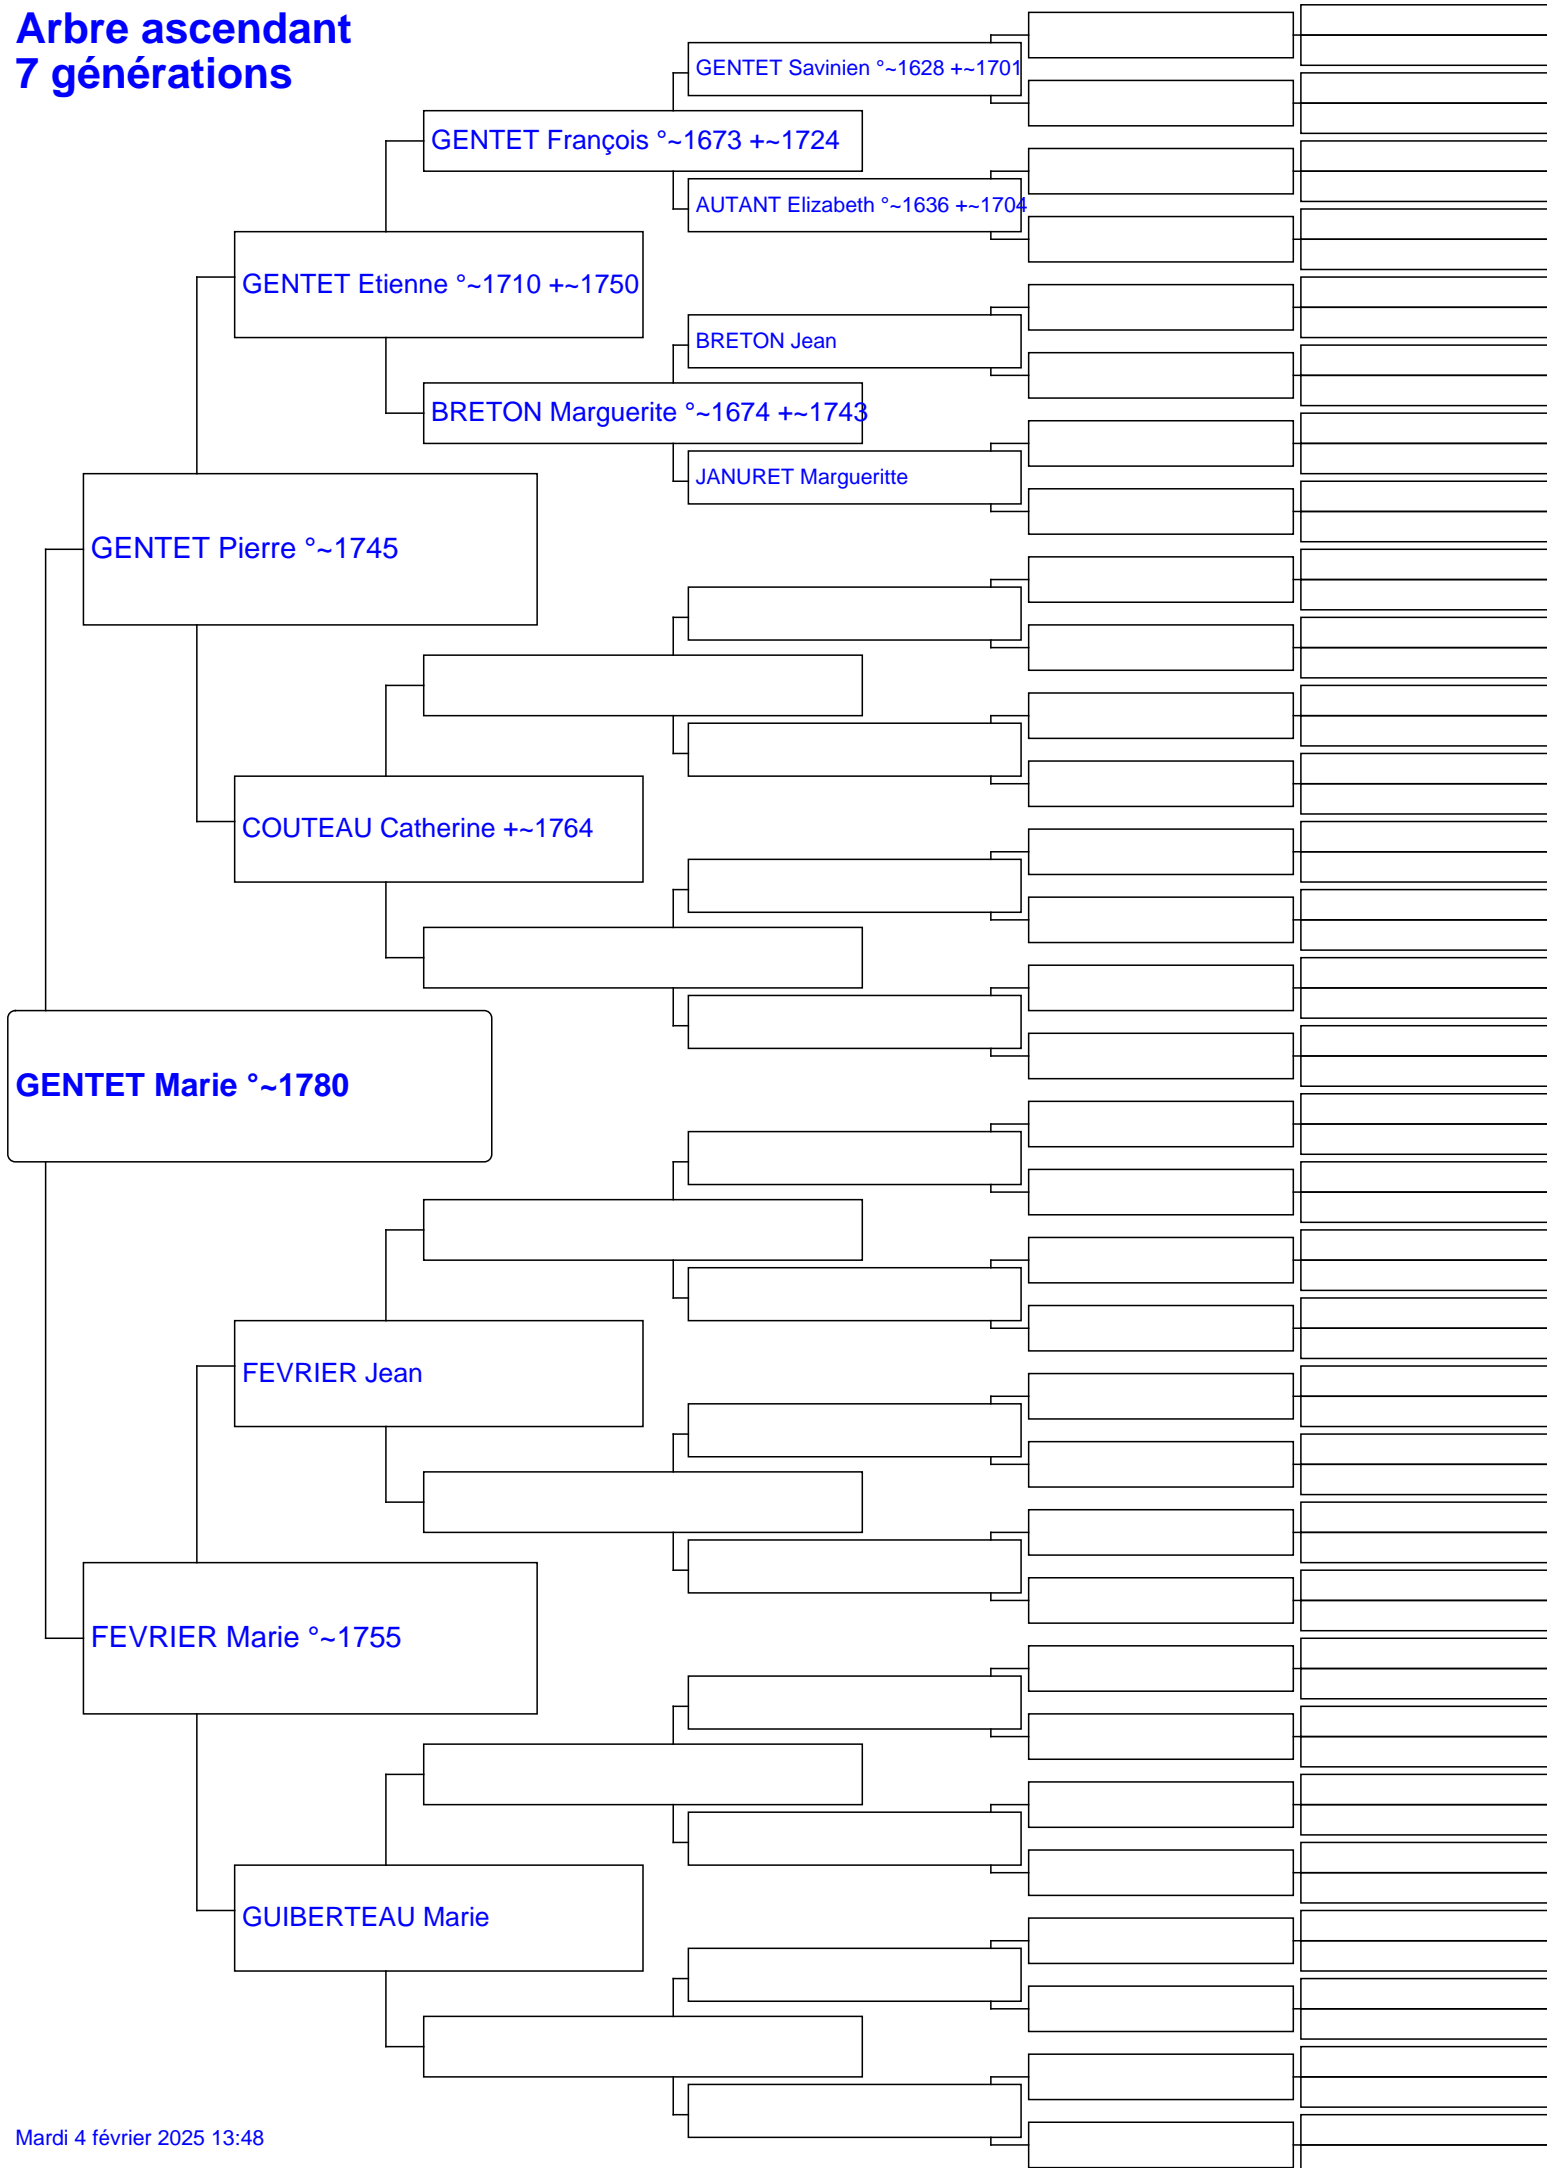 Arbre ascendant
7 générations
GENTET Savinien °~1628 +~1701
GENTET François °~1673 +~1724
AUTANT Elizabeth °~1636 +~1704
GENTET Etienne °~1710 +~1750
BRETON Jean
BRETON Marguerite °~1674 +~1743
JANURET Margueritte
GENTET Pierre °~1745
COUTEAU Catherine +~1764
GENTET Marie °~1780
FEVRIER Jean
FEVRIER Marie °~1755
GUIBERTEAU Marie
Mardi 4 février 2025 13:48